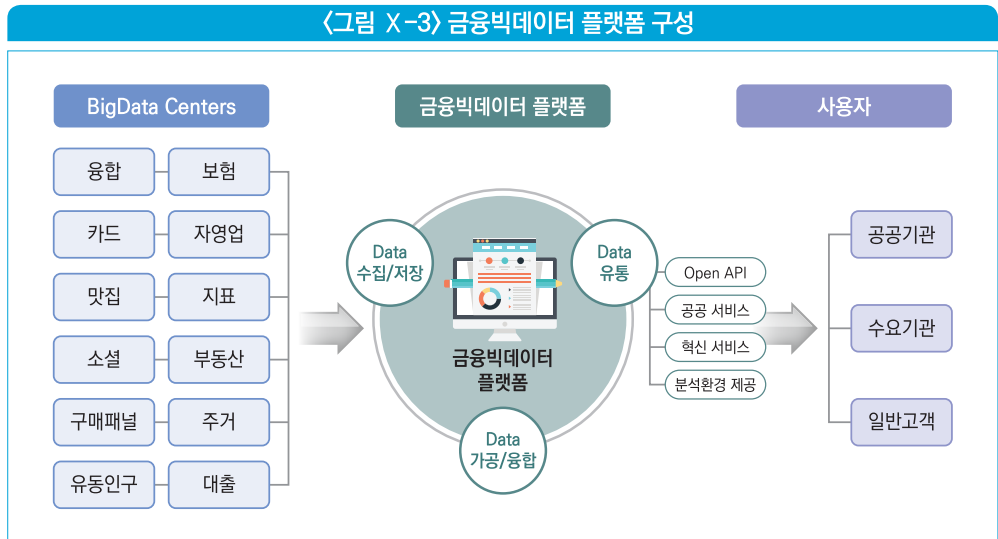 <그림 Ⅹ-3> 금융빅데이터 플랫폼 구성
BigData Centers
금융빅데이터 플랫폼
사용자
융합
보험
카드
자영업
맛집
지표
소셜
부동산
구매패널
주거
유동인구
대출
Data
수집/저장
Data
유통
금융빅데이터
플랫폼
Data
가공/융합
Open API
공공 서비스
혁신 서비스
분석환경 제공
공공기관
수요기관
일반고객